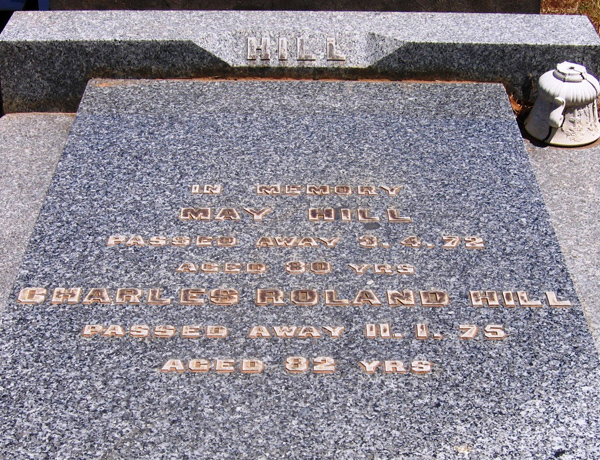 HILL
IN MEMORY
MAY HILL
PASSED AWAY 3. 4. 72
AGED 80 YRS
CHARLES ROLAND HILL
PASSED AWAY 11. 1. 75
AGED 82 YRS